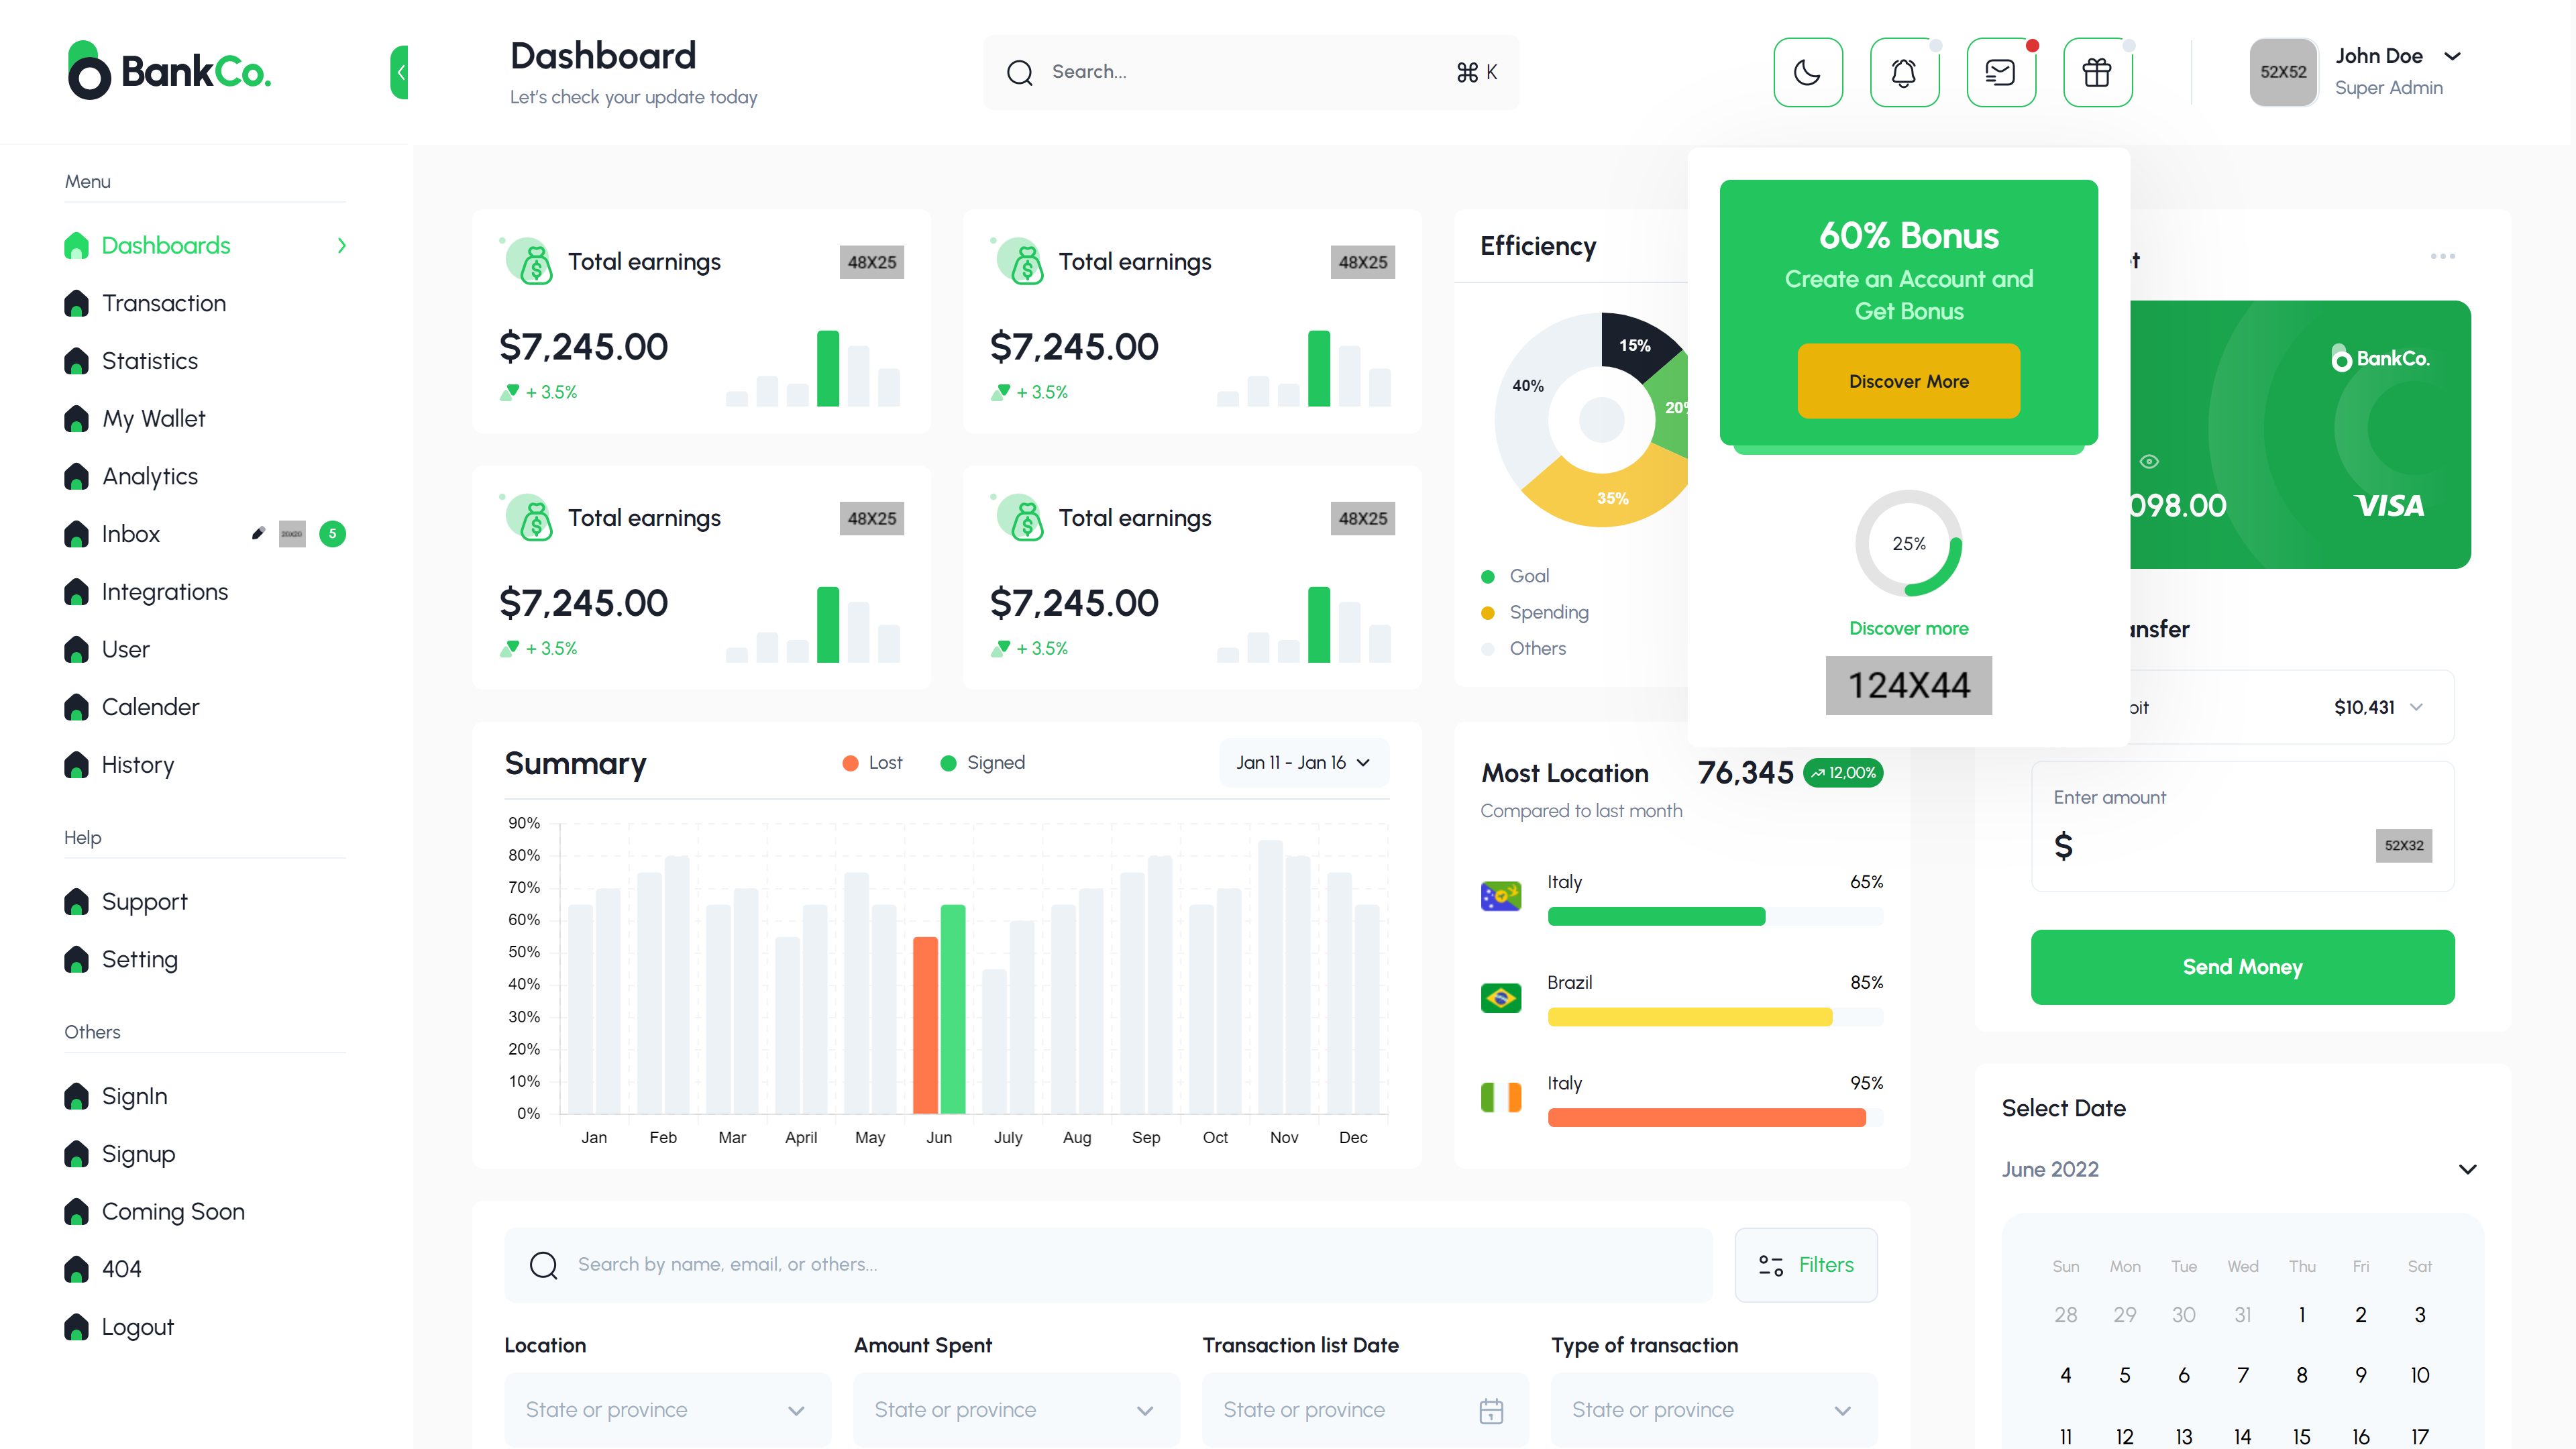 BankCo.
Dashboard
Let's check your update today
Search...
⌘ K
52X52
John Doe
Super Admin
Menu
Dashboards
Transaction
Statistics
My Wallet
Analytics
Inbox
20X20
5
Integrations
User
Calender
History
Help
Support
Setting
Others
SignIn
Signup
Coming Soon
404
Logout
Total earnings
48X25
$7,245.00
+ 3.5%
Total earnings
48X25
$7,245.00
+ 3.5%
Total earnings
48X25
$7,245.00
+ 3.5%
Total earnings
48X25
$7,245.00
+ 3.5%
Efficiency
15%
40%
35%
Goal
Spending
Others
60% Bonus
Create an Account and
Get Bonus
Discover More
25%
Discover more
124X44
BankCo.
098.00
VISA
$10,431
Enter amount
$
52X32
Send Money
Summary
Lost
Signed
Jan 11 - Jan 16
90%
80%
70%
60%
50%
40%
30%
20%
10%
0%
Jan Feb Mar April May Jun July Aug Sep Oct Nov Dec
Most Location
76,345
12,00%
Compared to last month
Italy 65%
Brazil 85%
Italy 95%
Search by name, email, or others...
Filters
Location
State or province
Amount Spent
State or province
Transaction list Date
State or province
Type of transaction
State or province
Select Date
June 2022
Sun Mon Tue Wed Thu Fri Sat
28 29 30 31 1 2 3
4 5 6 7 8 9 10
11 12 13 14 15 16 17